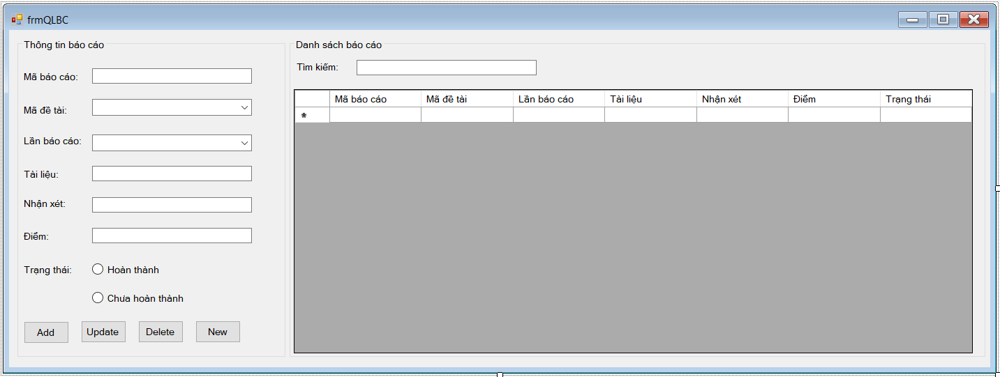 frmQLBC
Thông tin báo cáo
Mã báo cáo:
Mã đề tài:
Lần báo cáo:
Tài liệu:
Nhận xét:
Điểm:
Trạng thái:
Hoàn thành
Chưa hoàn thành
Add Update Delete New
Danh sách báo cáo
Tìm kiếm:
Mã báo cáo Mã đề tài Lần báo cáo Tài liệu Nhận xét Điểm Trạng thái
*